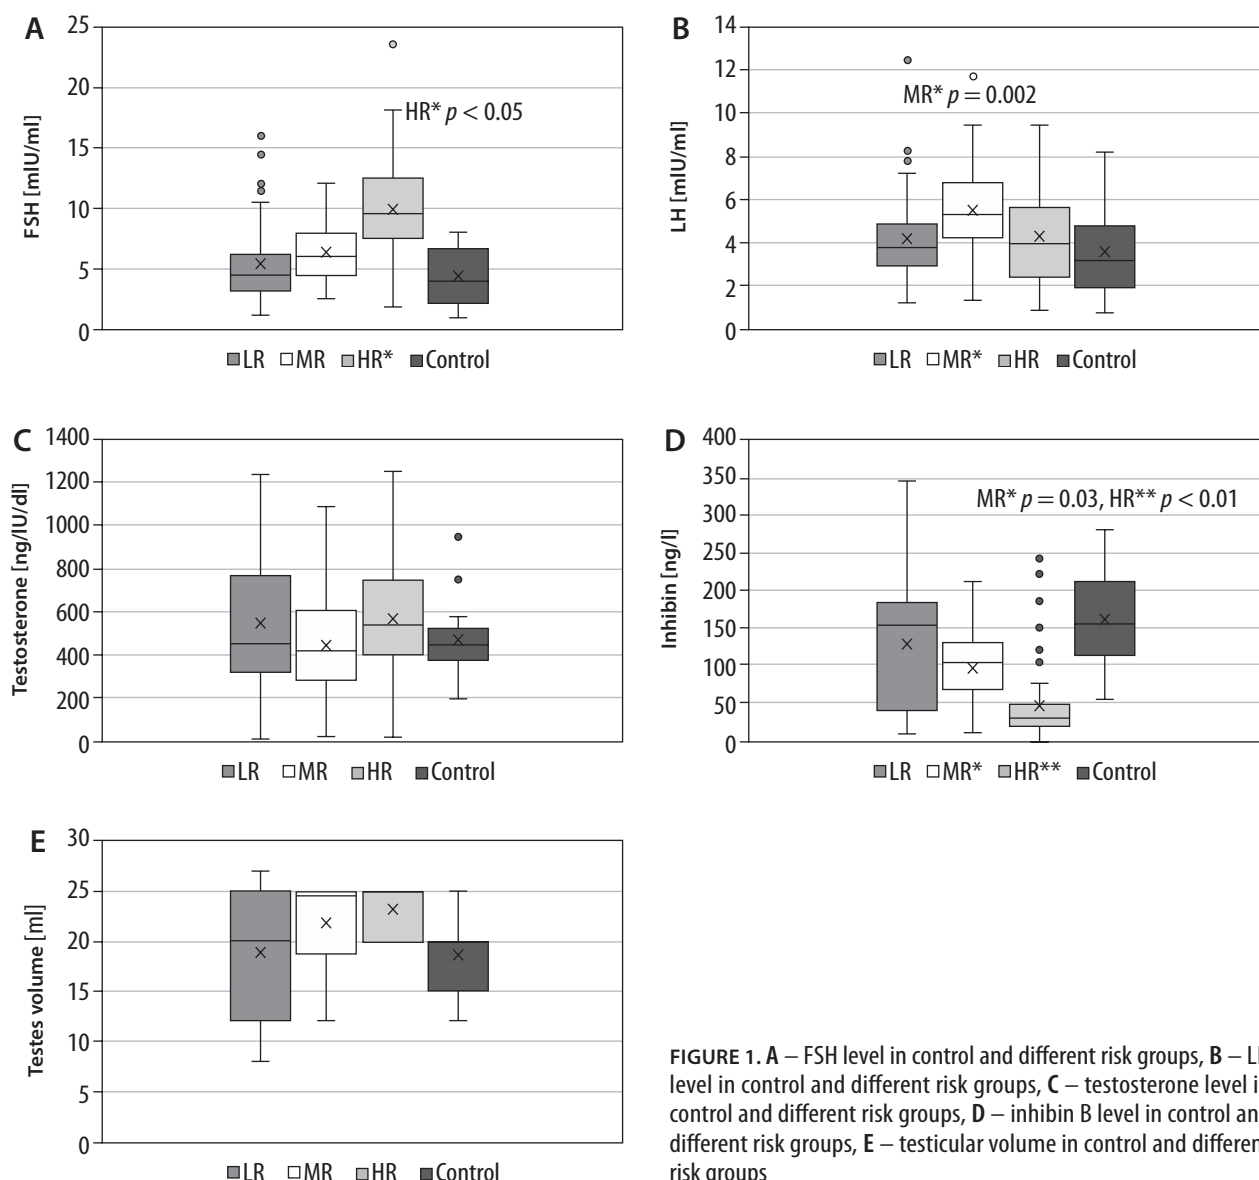 A
FSH [mIU/ml]
25
20
15
10
5
0
HR* p < 0.05
LR MR HR* Control
B
LH [mIU/ml]
14
12
10
8
6
4
2
0
MR* p = 0.002
LR MR* HR Control
C
Testosterone [ng/IU/dl]
1400
1200
1000
800
600
400
200
0
LR MR HR Control
D
Inhibin [ng/l]
400
350
300
250
200
150
100
50
0
MR* p = 0.03, HR** p < 0.01
LR MR* HR** Control
E
Testes volume [ml]
30
25
20
15
10
5
0
LR MR HR Control
FIGURE 1. A – FSH level in control and different risk groups, B –
level in control and different risk groups, C – testosterone level
control and different risk groups, D – inhibin B level in control
different risk groups, E – testicular volume in control and
risk groups